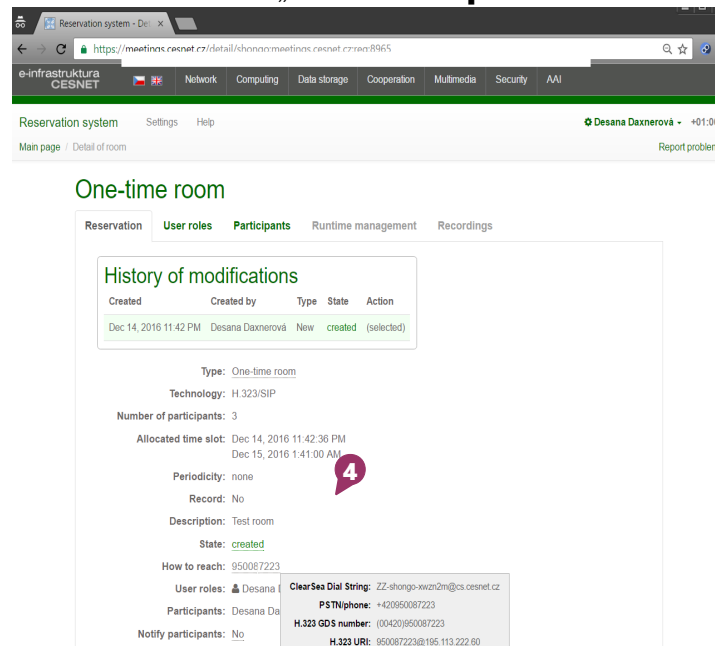 Reservation system - Det
https://meetings.cesnet.cz/detail/shongo:meetings.cesnet.cz:req:8965
e-infrastruktura
CESNET
Network Computing Data storage Cooperation Multimedia Security AAI
Reservation system Settings Help Desana Daxnerová +01:00
Main page / Detail of room Report problem
One-time room
Reservation User roles Participants Runtime management Recordings
History of modifications
Created Created by Type State Action
Dec 14, 2016 11:42 PM Desana Daxnerová New created (selected)
Type: One-time room
Technology: H.323/SIP
Number of participants: 3
Allocated time slot: Dec 14, 2016 11:42:36 PM
Dec 15, 2016 1:41:00 AM
4
Periodicity: none
Record: No
Description: Test room
State: created
How to reach: 950087223
User roles: Desana
ClearSea Dial String: ZZ-shongo-xwzn2m@cs.cesnet.cz
PSTN/phone: +420950087223
Participants: Desana Da
H.323 GDS number: (00420)950087223
Notify participants: No
H.323 URI: 950087223@195.113.222.60